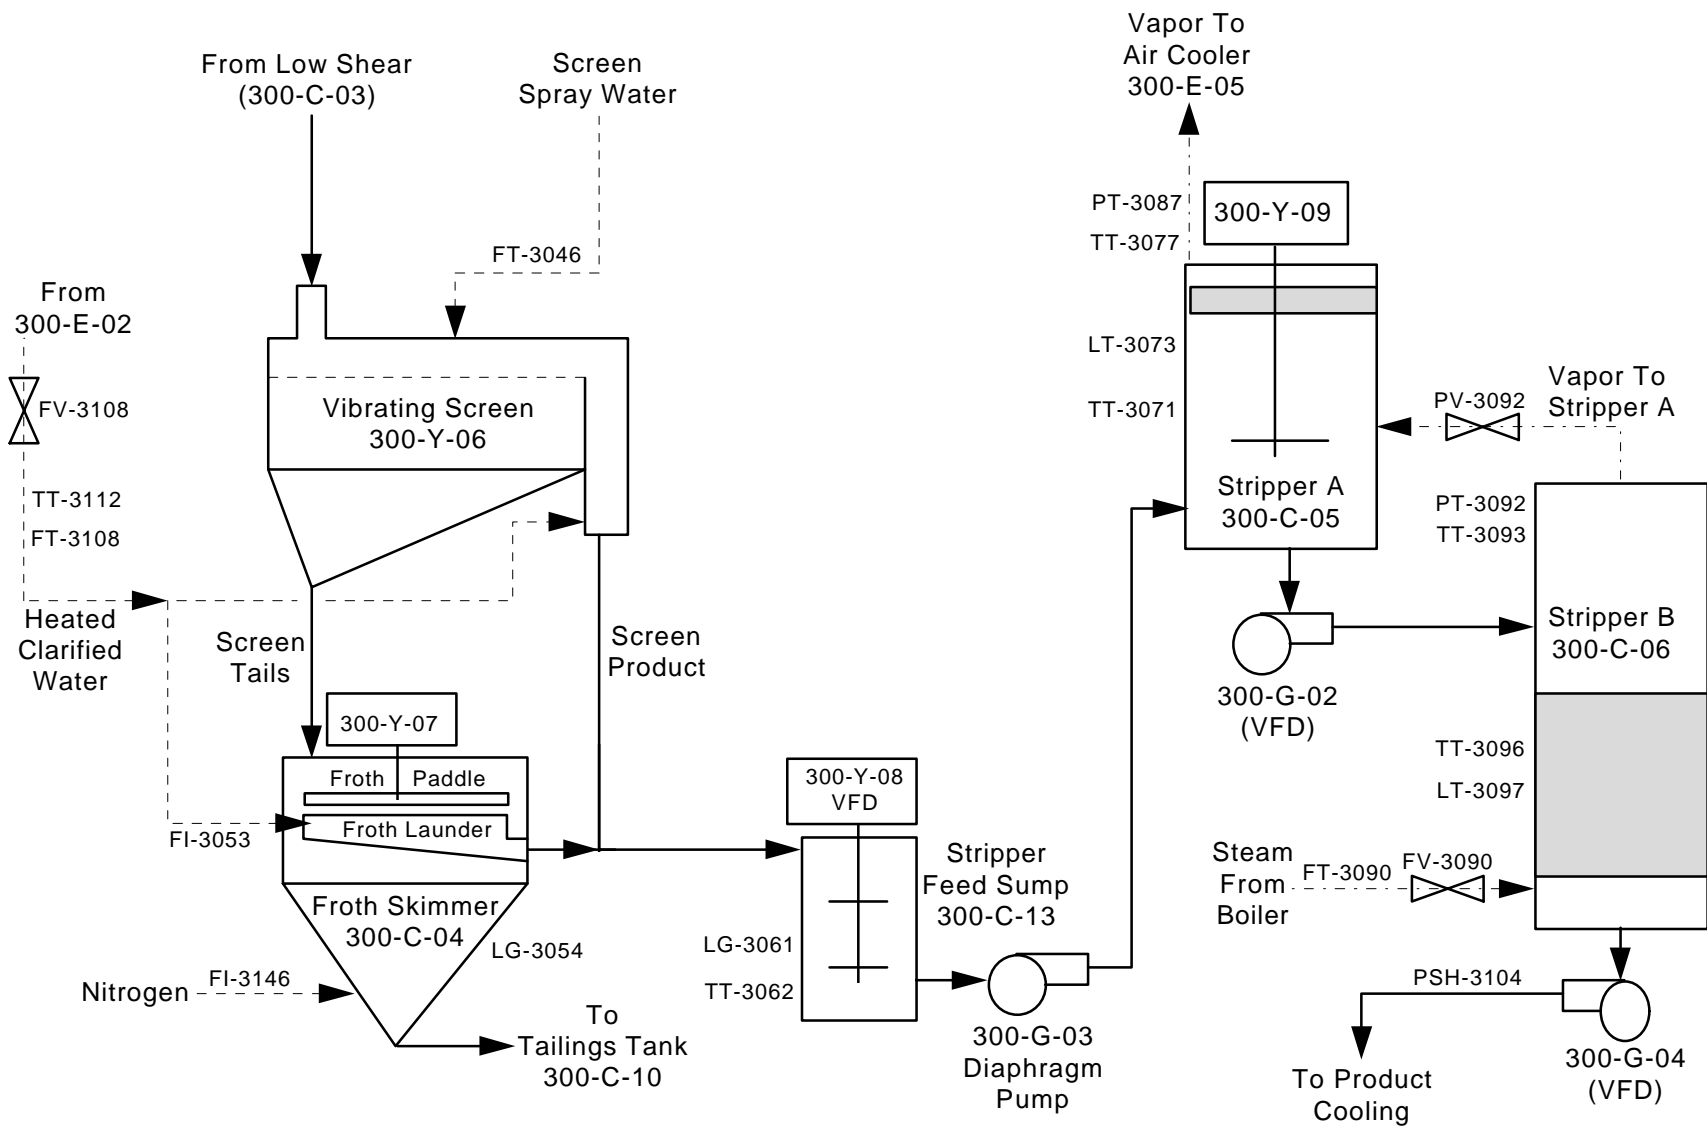 From Low Shear
(300-C-03)
Screen
Spray Water
FT-3046
From
300-E-02
FV-3108
TT-3112
FT-3108
Heated
Clarified
Water
Vibrating Screen
300-Y-06
Screen
Tails
Screen
Product
300-Y-07
Froth Paddle
Froth Launder
FI-3053
Froth Skimmer
300-C-04
LG-3054
Nitrogen
FI-3146
To
Tailings Tank
300-C-10
300-Y-08
VFD
Stripper
Feed Sump
300-C-13
LG-3061
TT-3062
300-G-03
Diaphragm
Pump
Vapor To
Air Cooler
300-E-05
PT-3087
TT-3077
300-Y-09
LT-3073
TT-3071
Stripper A
300-C-05
PV-3092
Vapor To
Stripper A
PT-3092
TT-3093
300-G-02
(VFD)
Stripper B
300-C-06
TT-3096
LT-3097
Steam
From
Boiler
FT-3090
FV-3090
PSH-3104
300-G-04
(VFD)
To Product
Cooling